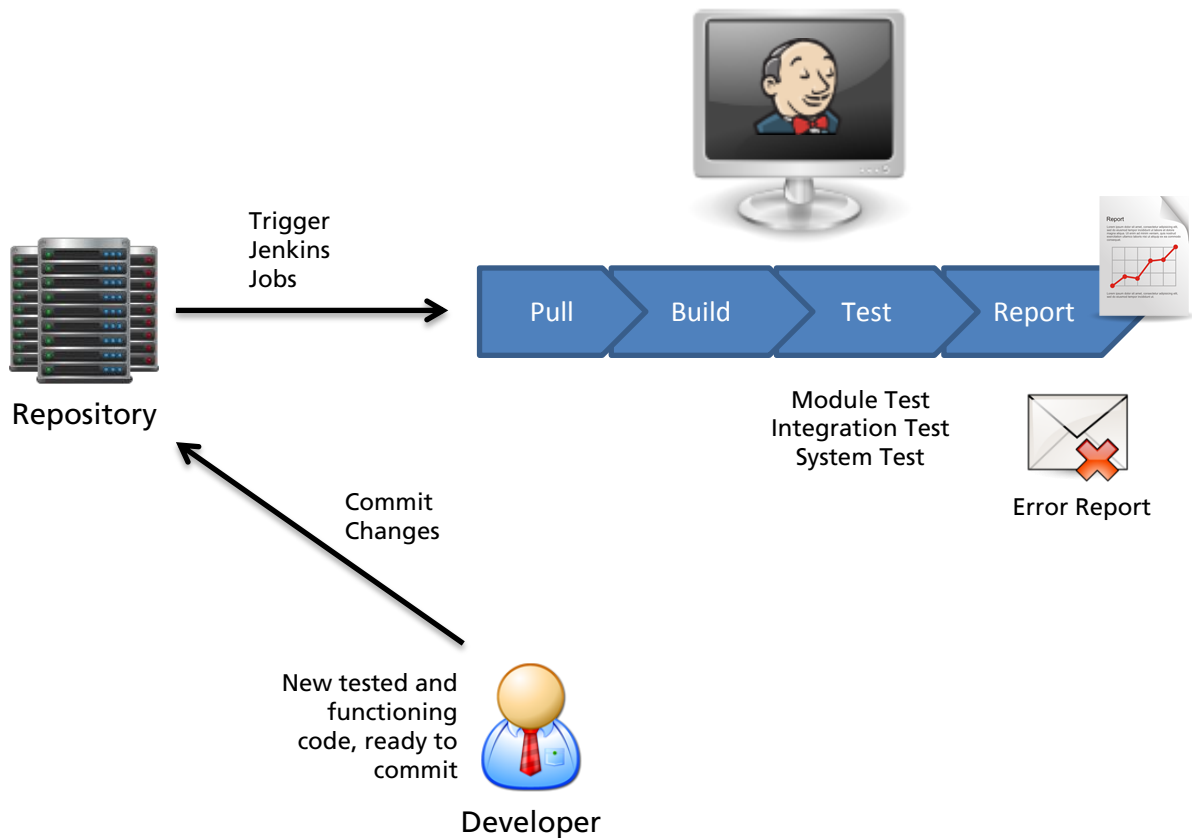 Trigger
Jenkins
Jobs
Report
Pull
Build
Test
Report
Repository
Module Test
Integration Test
System Test
Error Report
Commit
Changes
New tested and
functioning
code, ready to
commit
Developer